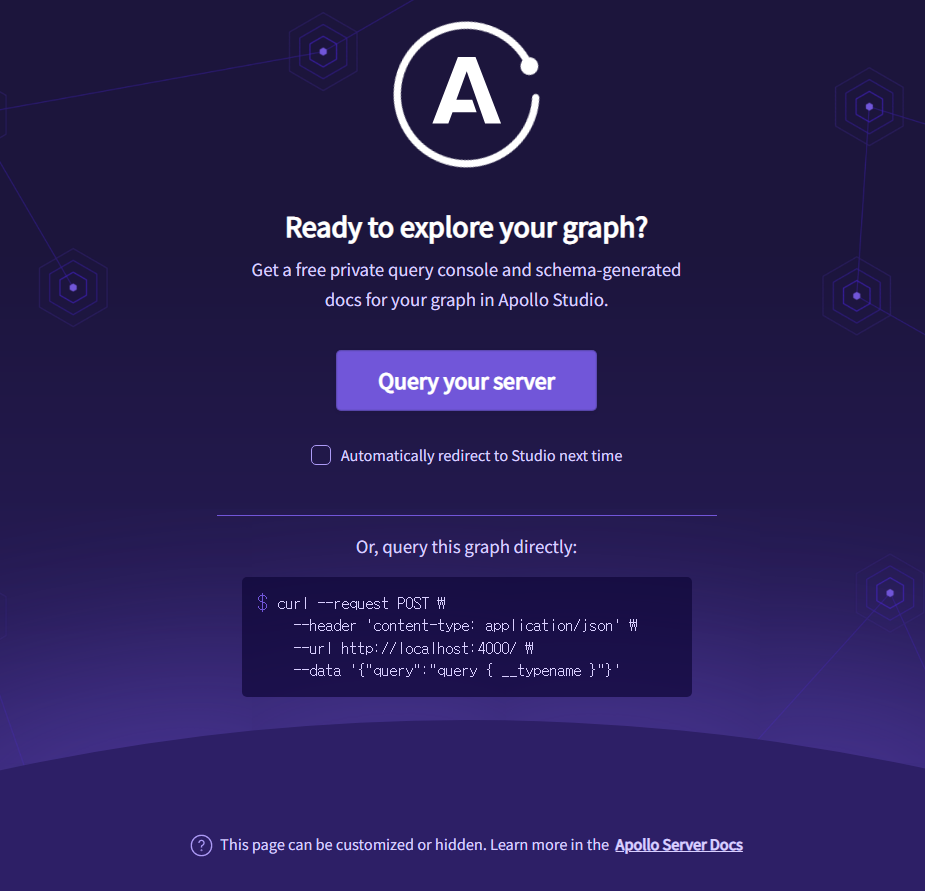 A
Ready to explore your graph?
Get a free private query console and schema-generated
docs for your graph in Apollo Studio.
Query your server
Automatically redirect to Studio next time
Or, query this graph directly:
$ curl --request POST ₩
--header 'content-type: application/json' ₩
--url http://localhost:4000/ ₩
--data '{"query":"query { __typename }"}'
? This page can be customized or hidden. Learn more in the Apollo Server Docs